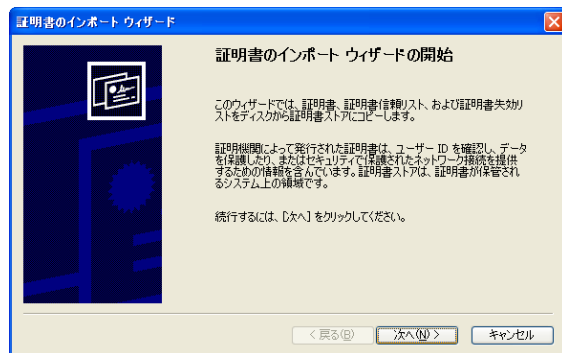 証明書のインポート ウィザード
証明書のインポート ウィザードの開始
このウィザードでは、証明書、証明書信頼リスト、および証明書失効リ
ストをディスクから証明書ストアにコピーします。
証明機関によって発行された証明書は、ユーザー ID を確認し、データ
を保護したり、またはセキュリティで保護されたネットワーク接続を提供
するための情報を含んでいます。証明書ストアは、証明書が保管され
るシステム上の領域です。
続行するには、[次へ] をクリックしてください。
< 戻る(B)
次へ(N) >
キャンセル